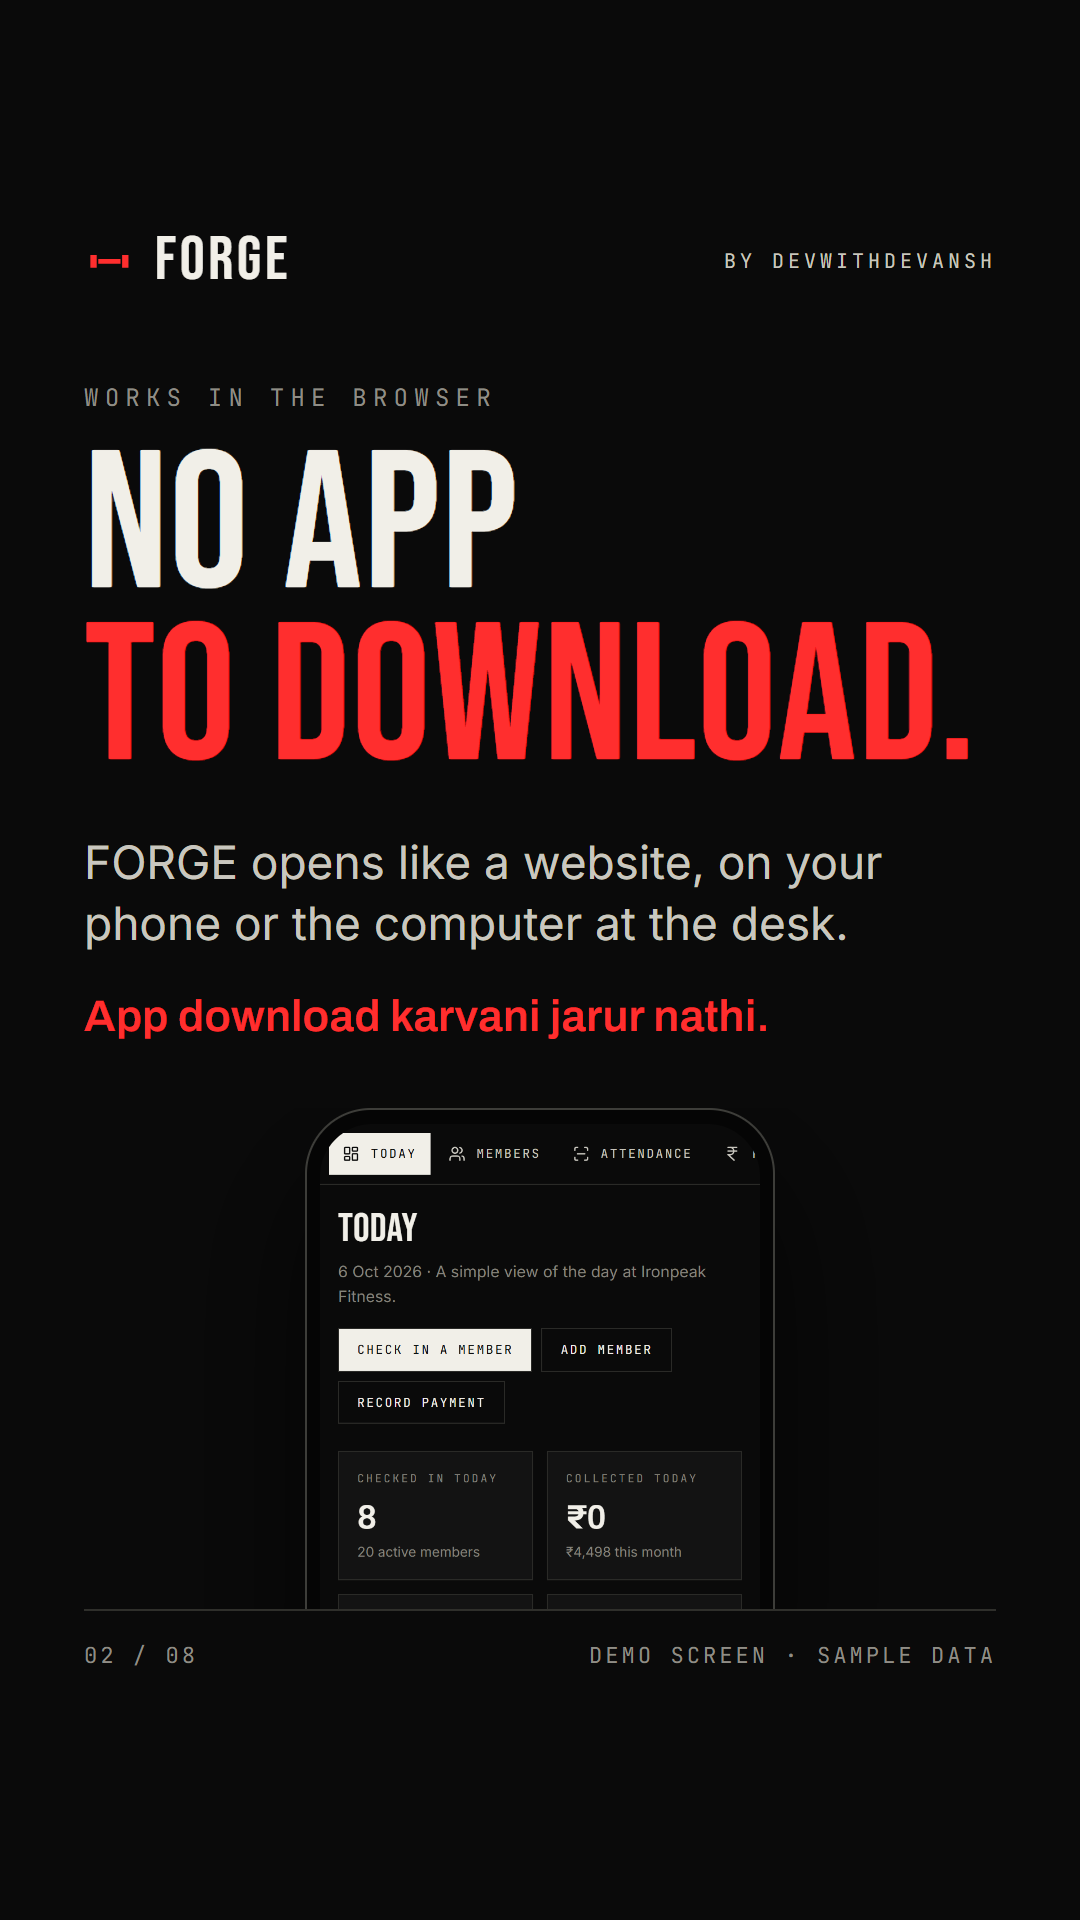 FORGE
BY DEVWITHDEVANSH
WORKS IN THE BROWSER
NO APP
TO DOWNLOAD.
FORGE opens like a website, on your
phone or the computer at the desk.
App download karvani jarur nathi.
TODAY MEMBERS ATTENDANCE ₹
TODAY
6 Oct 2026 · A simple view of the day at Ironpeak
Fitness.
CHECK IN A MEMBER ADD MEMBER
RECORD PAYMENT
CHECKED IN TODAY COLLECTED TODAY
8 ₹0
20 active members ₹4,498 this month
02 / 08
DEMO SCREEN · SAMPLE DATA